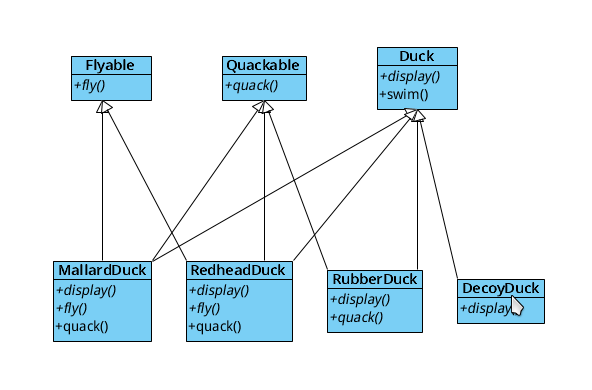 Flyable
+fly()
Quackable
+quack()
Duck
+display()
+swim()
MallardDuck
+display()
+fly()
+quack()
RedheadDuck
+display()
+fly()
+quack()
RubberDuck
+display()
+quack()
DecoyDuck
+display